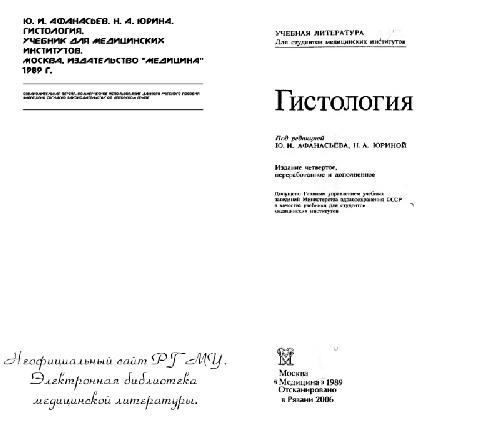 Ю. И. АФАНАСЬЕВ. Н. А. ЮРИНА.
ГИСТОЛОГИЯ.
УЧЕБНИК ДЛЯ МЕДИЦИНСКИХ
ИНСТИТУТОВ.
МОСКВА, ИЗДАТЕЛЬСТВО "МЕДИЦИНА"
1989 Г.
Неофициальный сайт РГМУ.
Электронная библиотека
медицинской литературы.
УЧЕБНАЯ ЛИТЕРАТУРА
Для студентов медицинских институтов
Гистология
Под редакцией
Ю. И. АФАНАСЬЕВА, Н. А. ЮРИНОЙ
Издание четвертое,
переработанное и дополненное
Допущено Главным управлением учебных
заведений Министерства здравоохранения СССР
в качестве учебника для студентов
медицинских институтов
Москва
«Медицина» 1989
Отсканировано
в Рязани 2006